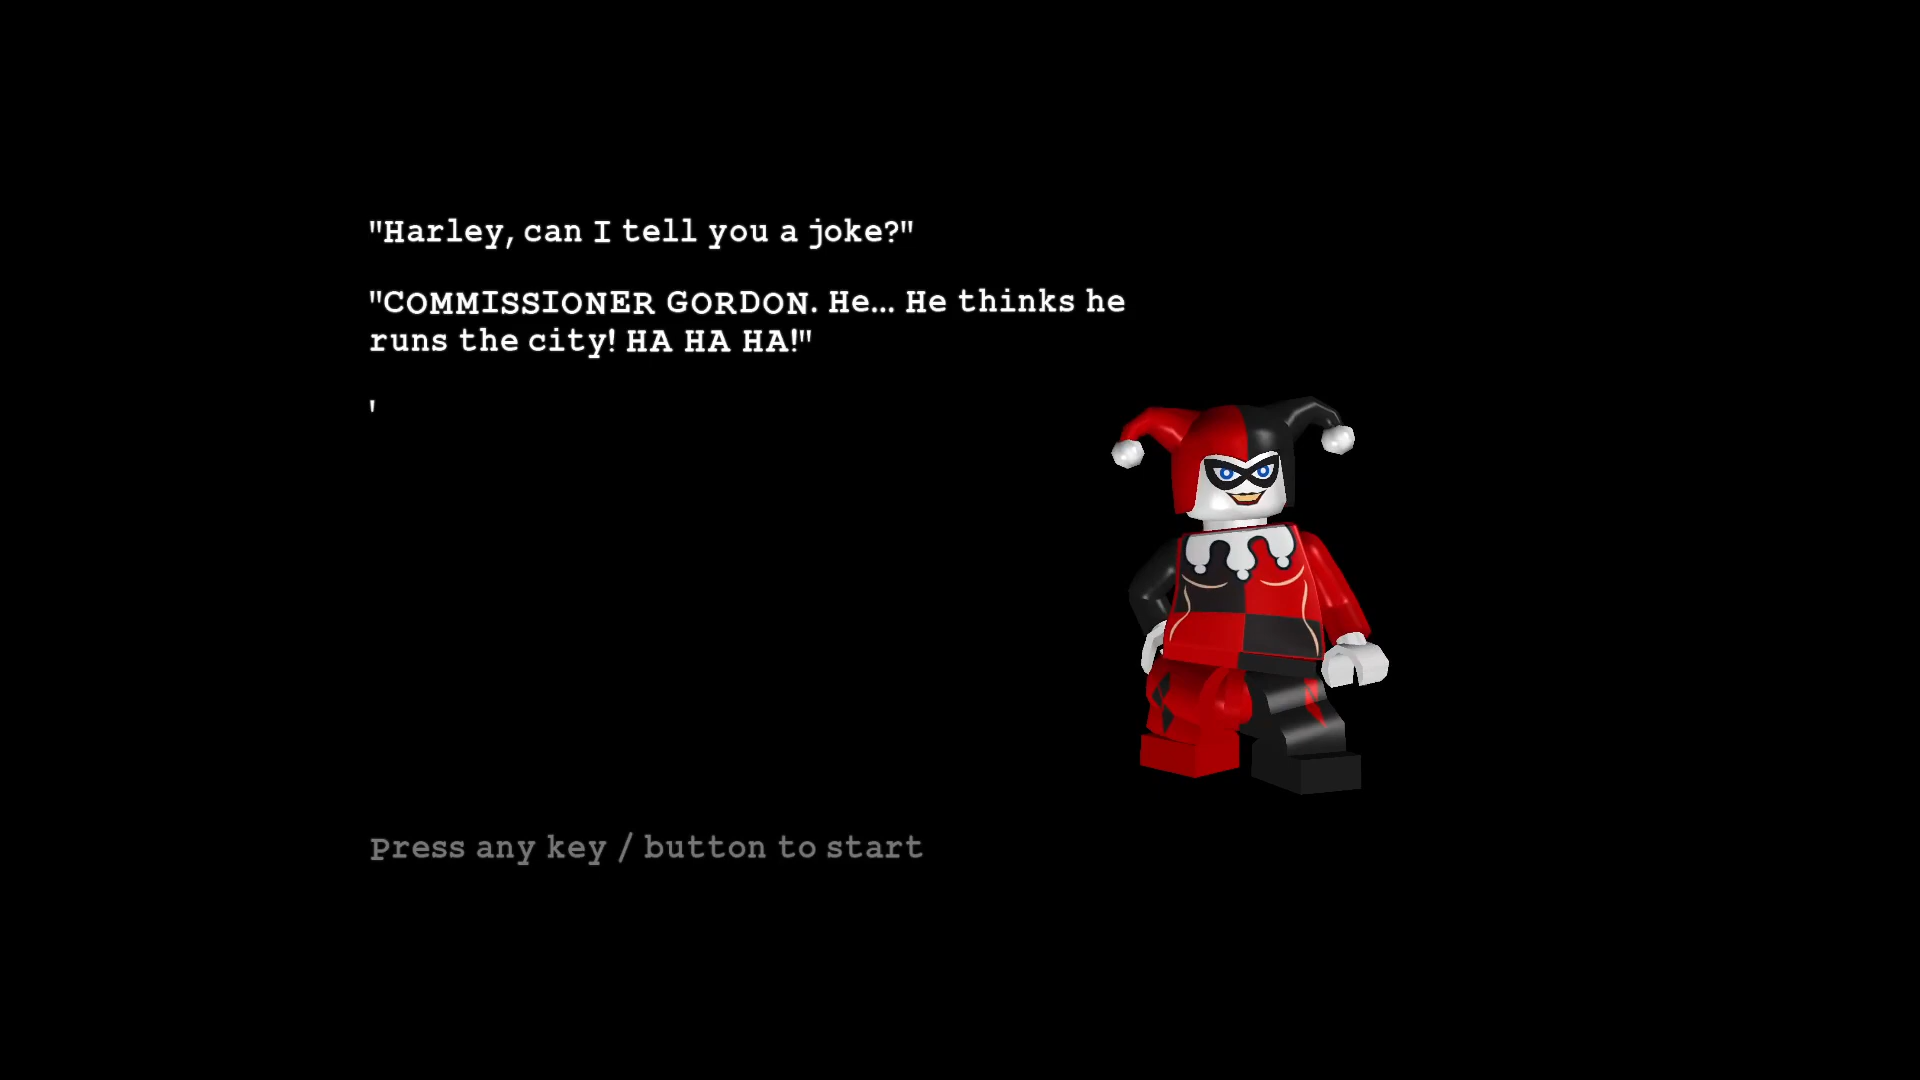 "Harley, can I tell you a joke?"
"COMMISSIONER GORDON. He... He thinks he
runs the city! HA HA HA!"
'
Press any key / button to start